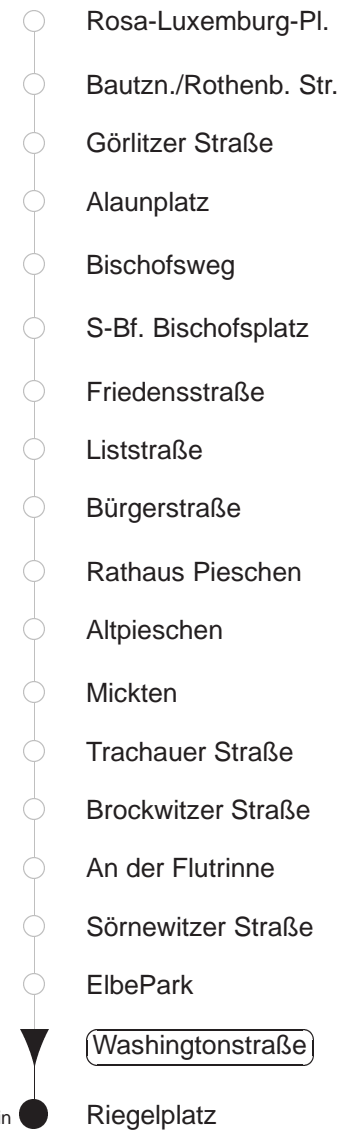 Rosa-Luxemburg-Pl.
Bautzn./Rothenb. Str.
Görlitzer Straße
Alaunplatz
Bischofsweg
S-Bf. Bischofsplatz
Friedensstraße
Liststraße
Bürgerstraße
Rathaus Pieschen
Altpieschen
Mickten
Trachauer Straße
Brockwitzer Straße
An der Flutrinne
Sörnewitzer Straße
ElbePark
Washingtonstraße
Riegelplatz